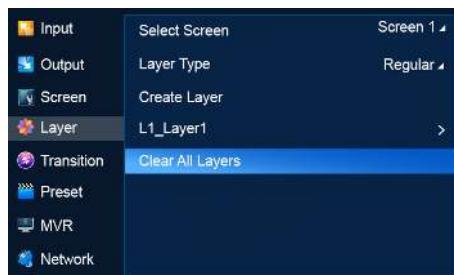 Input
Output
Screen
Layer
Transition
Preset
MVR
Network
Select Screen Screen 1
Layer Type Regular
Create Layer
L1_Layer1 >
Clear All Layers